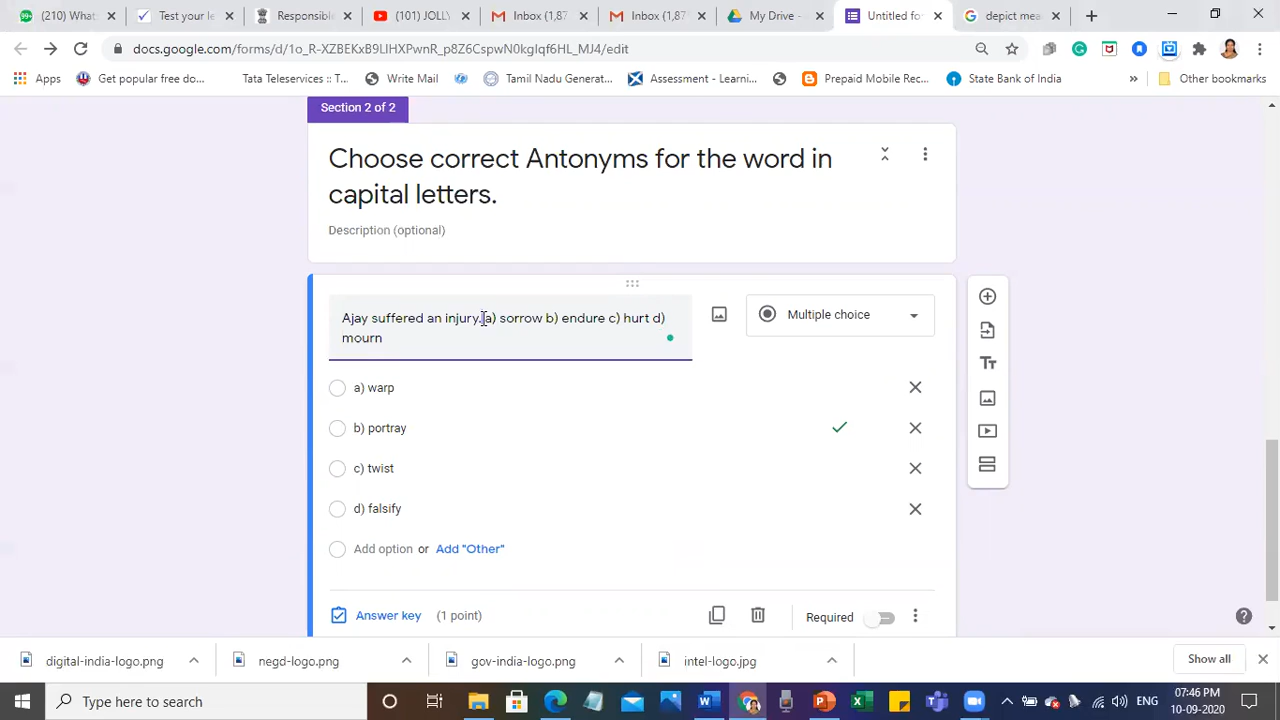 (210) Whats
Test your le
Responsible
(101) JOLLY
Inbox (1,87
Inbox (1,87
My Drive -
Untitled for
depict mea
docs.google.com/forms/d/1o_R-XZBEKxB9LlHXPwnR_p8Z6CspwN0kgIqf6HL_MJ4/edit
Apps
Get popular free do...
Tata Teleservices :: T...
Write Mail
Tamil Nadu Generat...
Assessment - Learni...
Prepaid Mobile Rec...
State Bank of India
»
Other bookmarks
Section 2 of 2
Choose correct Antonyms for the word in
capital letters.
Description (optional)
Ajay suffered an injury.a) sorrow b) endure c) hurt d)
mourn
Multiple choice
a) warp
b) portray
c) twist
d) falsify
Add option or Add "Other"
Answer key (1 point)
Required
digital-india-logo.png
negd-logo.png
gov-india-logo.png
intel-logo.jpg
Show all
Type here to search
ENG
07:46 PM
10-09-2020